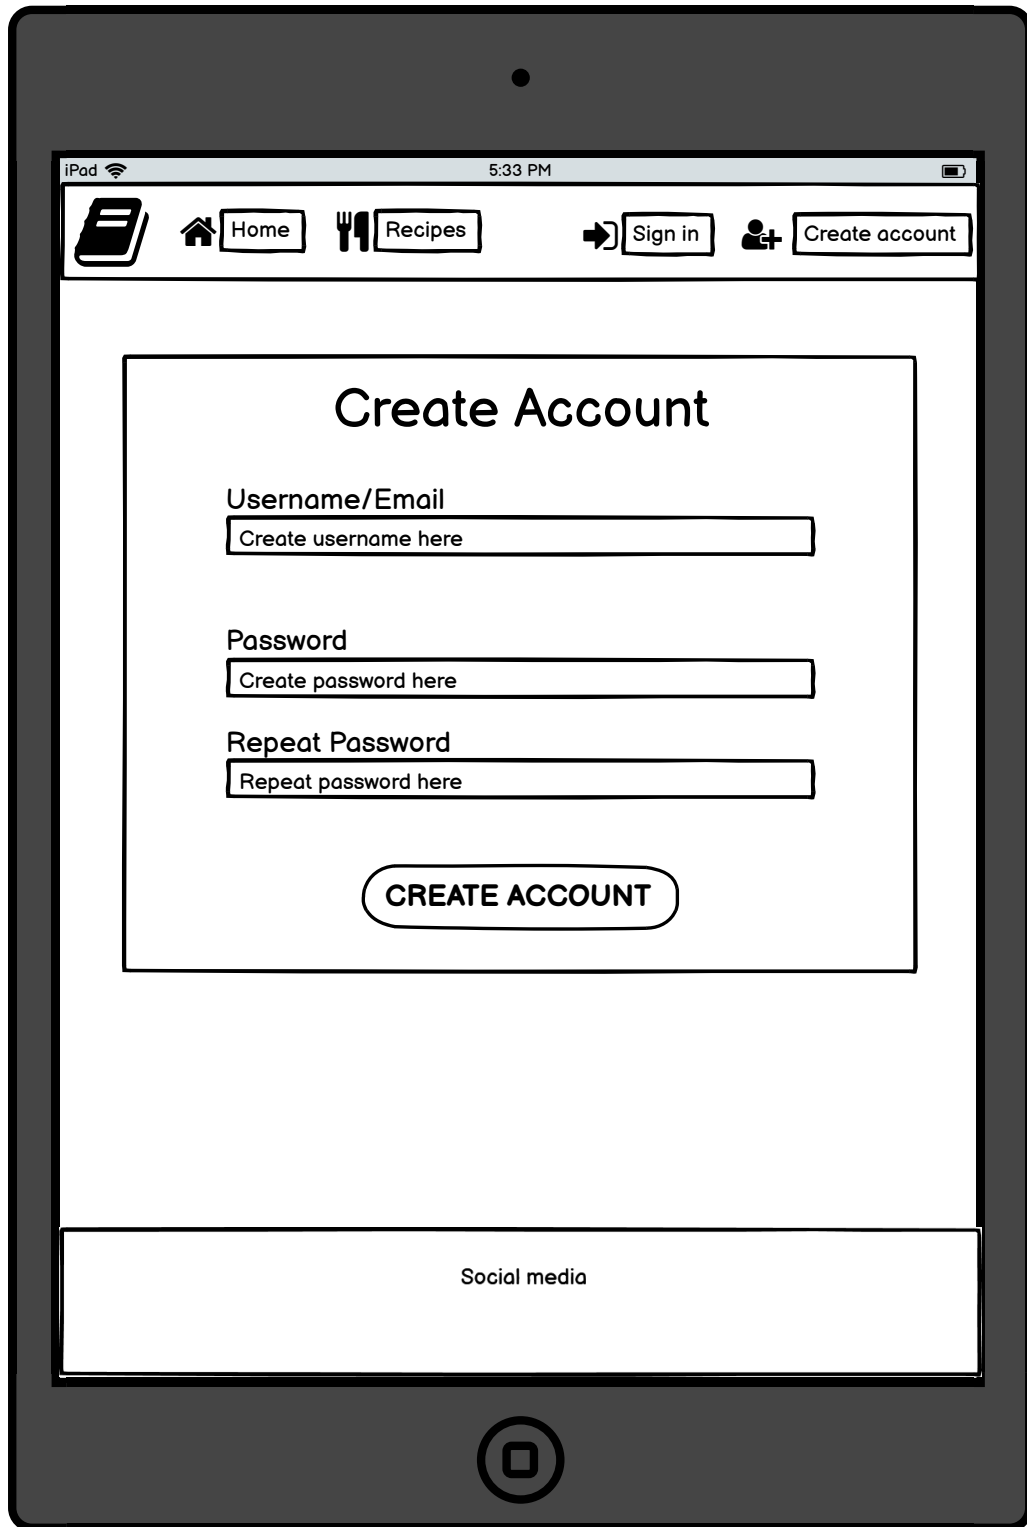 iPad 5:33 PM
Home Recipes Sign in Create account
Create Account
Username/Email
Create username here
Password
Create password here
Repeat Password
Repeat password here
CREATE ACCOUNT
Social media